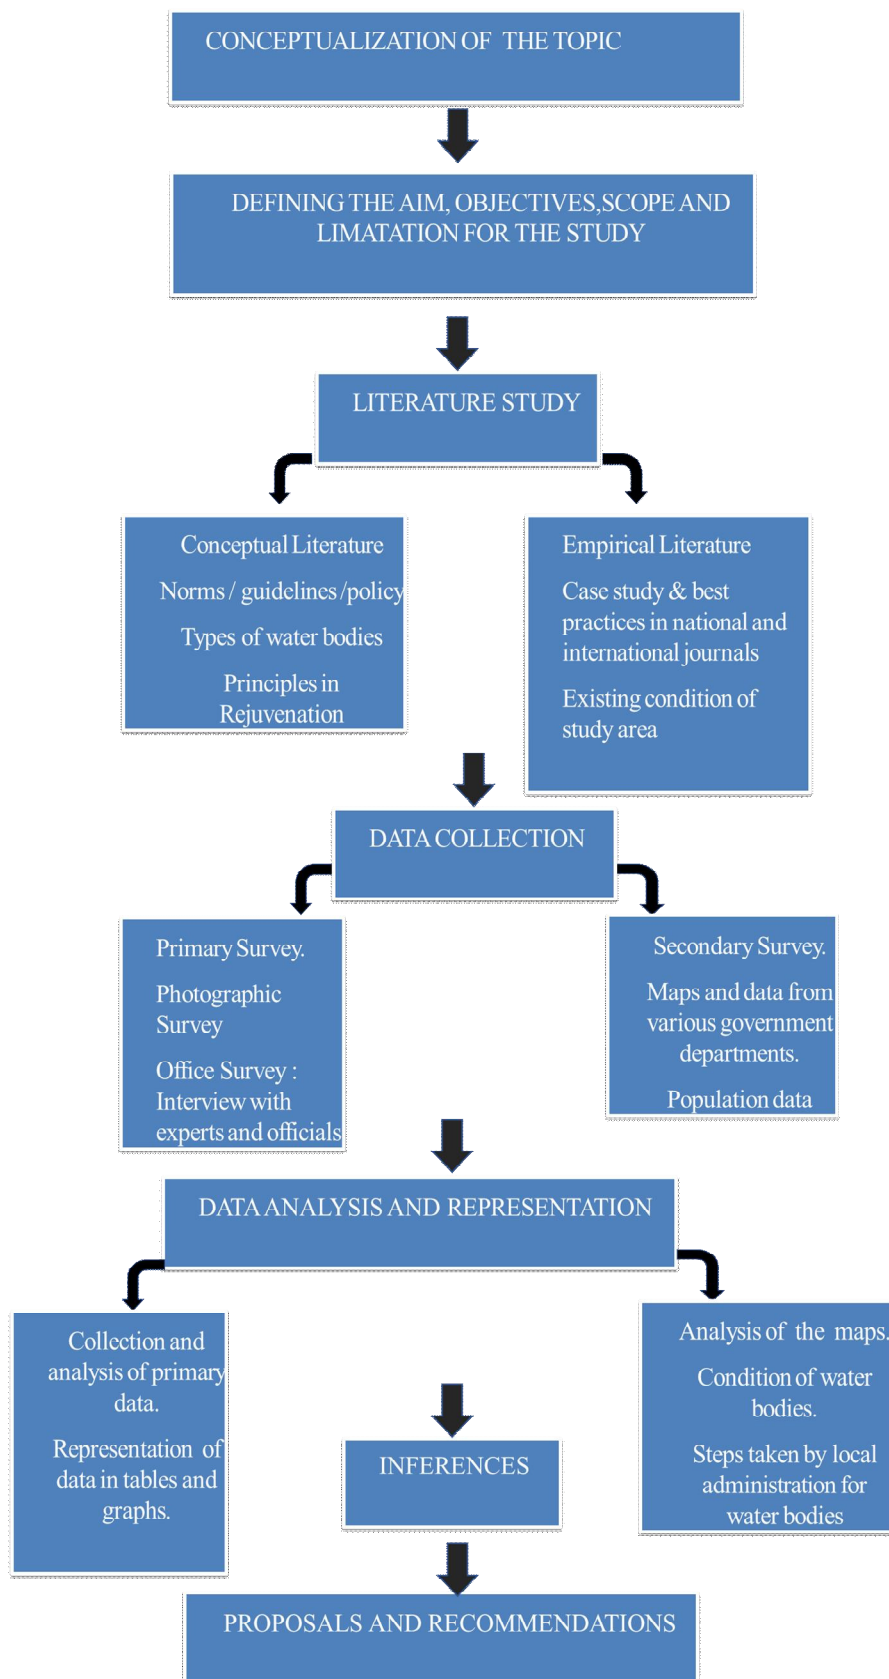 CONCEPTUALIZATION OF THE TOPIC
DEFINING THE AIM, OBJECTIVES,SCOPE AND
LIMATATION FOR THE STUDY
LITERATURE STUDY
Conceptual Literature
Norms / guidelines /policy
Types of water bodies
Principles in
Rejuvenation
Empirical Literature
Case study & best
practices in national and
international journals
Existing condition of
study area
DATA COLLECTION
Primary Survey.
Photographic
Survey
Office Survey :
Interview with
experts and officials
Secondary Survey.
Maps and data from
various government
departments.
Population data
DATA ANALYSIS AND REPRESENTATION
Collection and
analysis of primary
data.
Representation of
data in tables and
graphs.
Analysis of the maps.
Condition of water
bodies.
Steps taken by local
administration for
water bodies
INFERENCES
PROPOSALS AND RECOMMENDATIONS